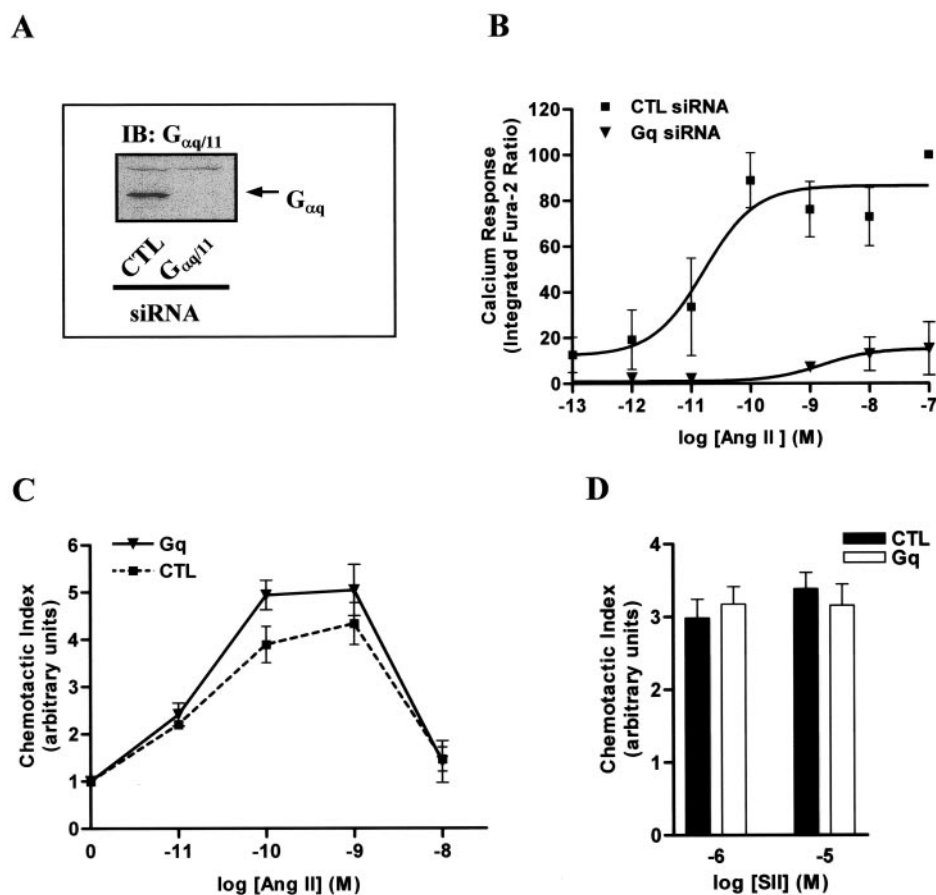 A
IB: Gαq/11
Gαq
CTL Gαq/11
siRNA
B
CTL siRNA
Gq siRNA
Calcium Response
(Integrated Fura-2 Ratio)
120
100
80
60
40
20
0
-13 -12 -11 -10 -9 -8 -7
log [Ang II ] (M)
C
Gq
CTL
Chemotactic Index
(arbitrary units)
6
5
4
3
2
1
0
0 -11 -10 -9 -8
log [Ang II] (M)
D
CTL
Gq
Chemotactic Index
(arbitrary units)
4
3
2
1
0
-6 -5
log [SII] (M)